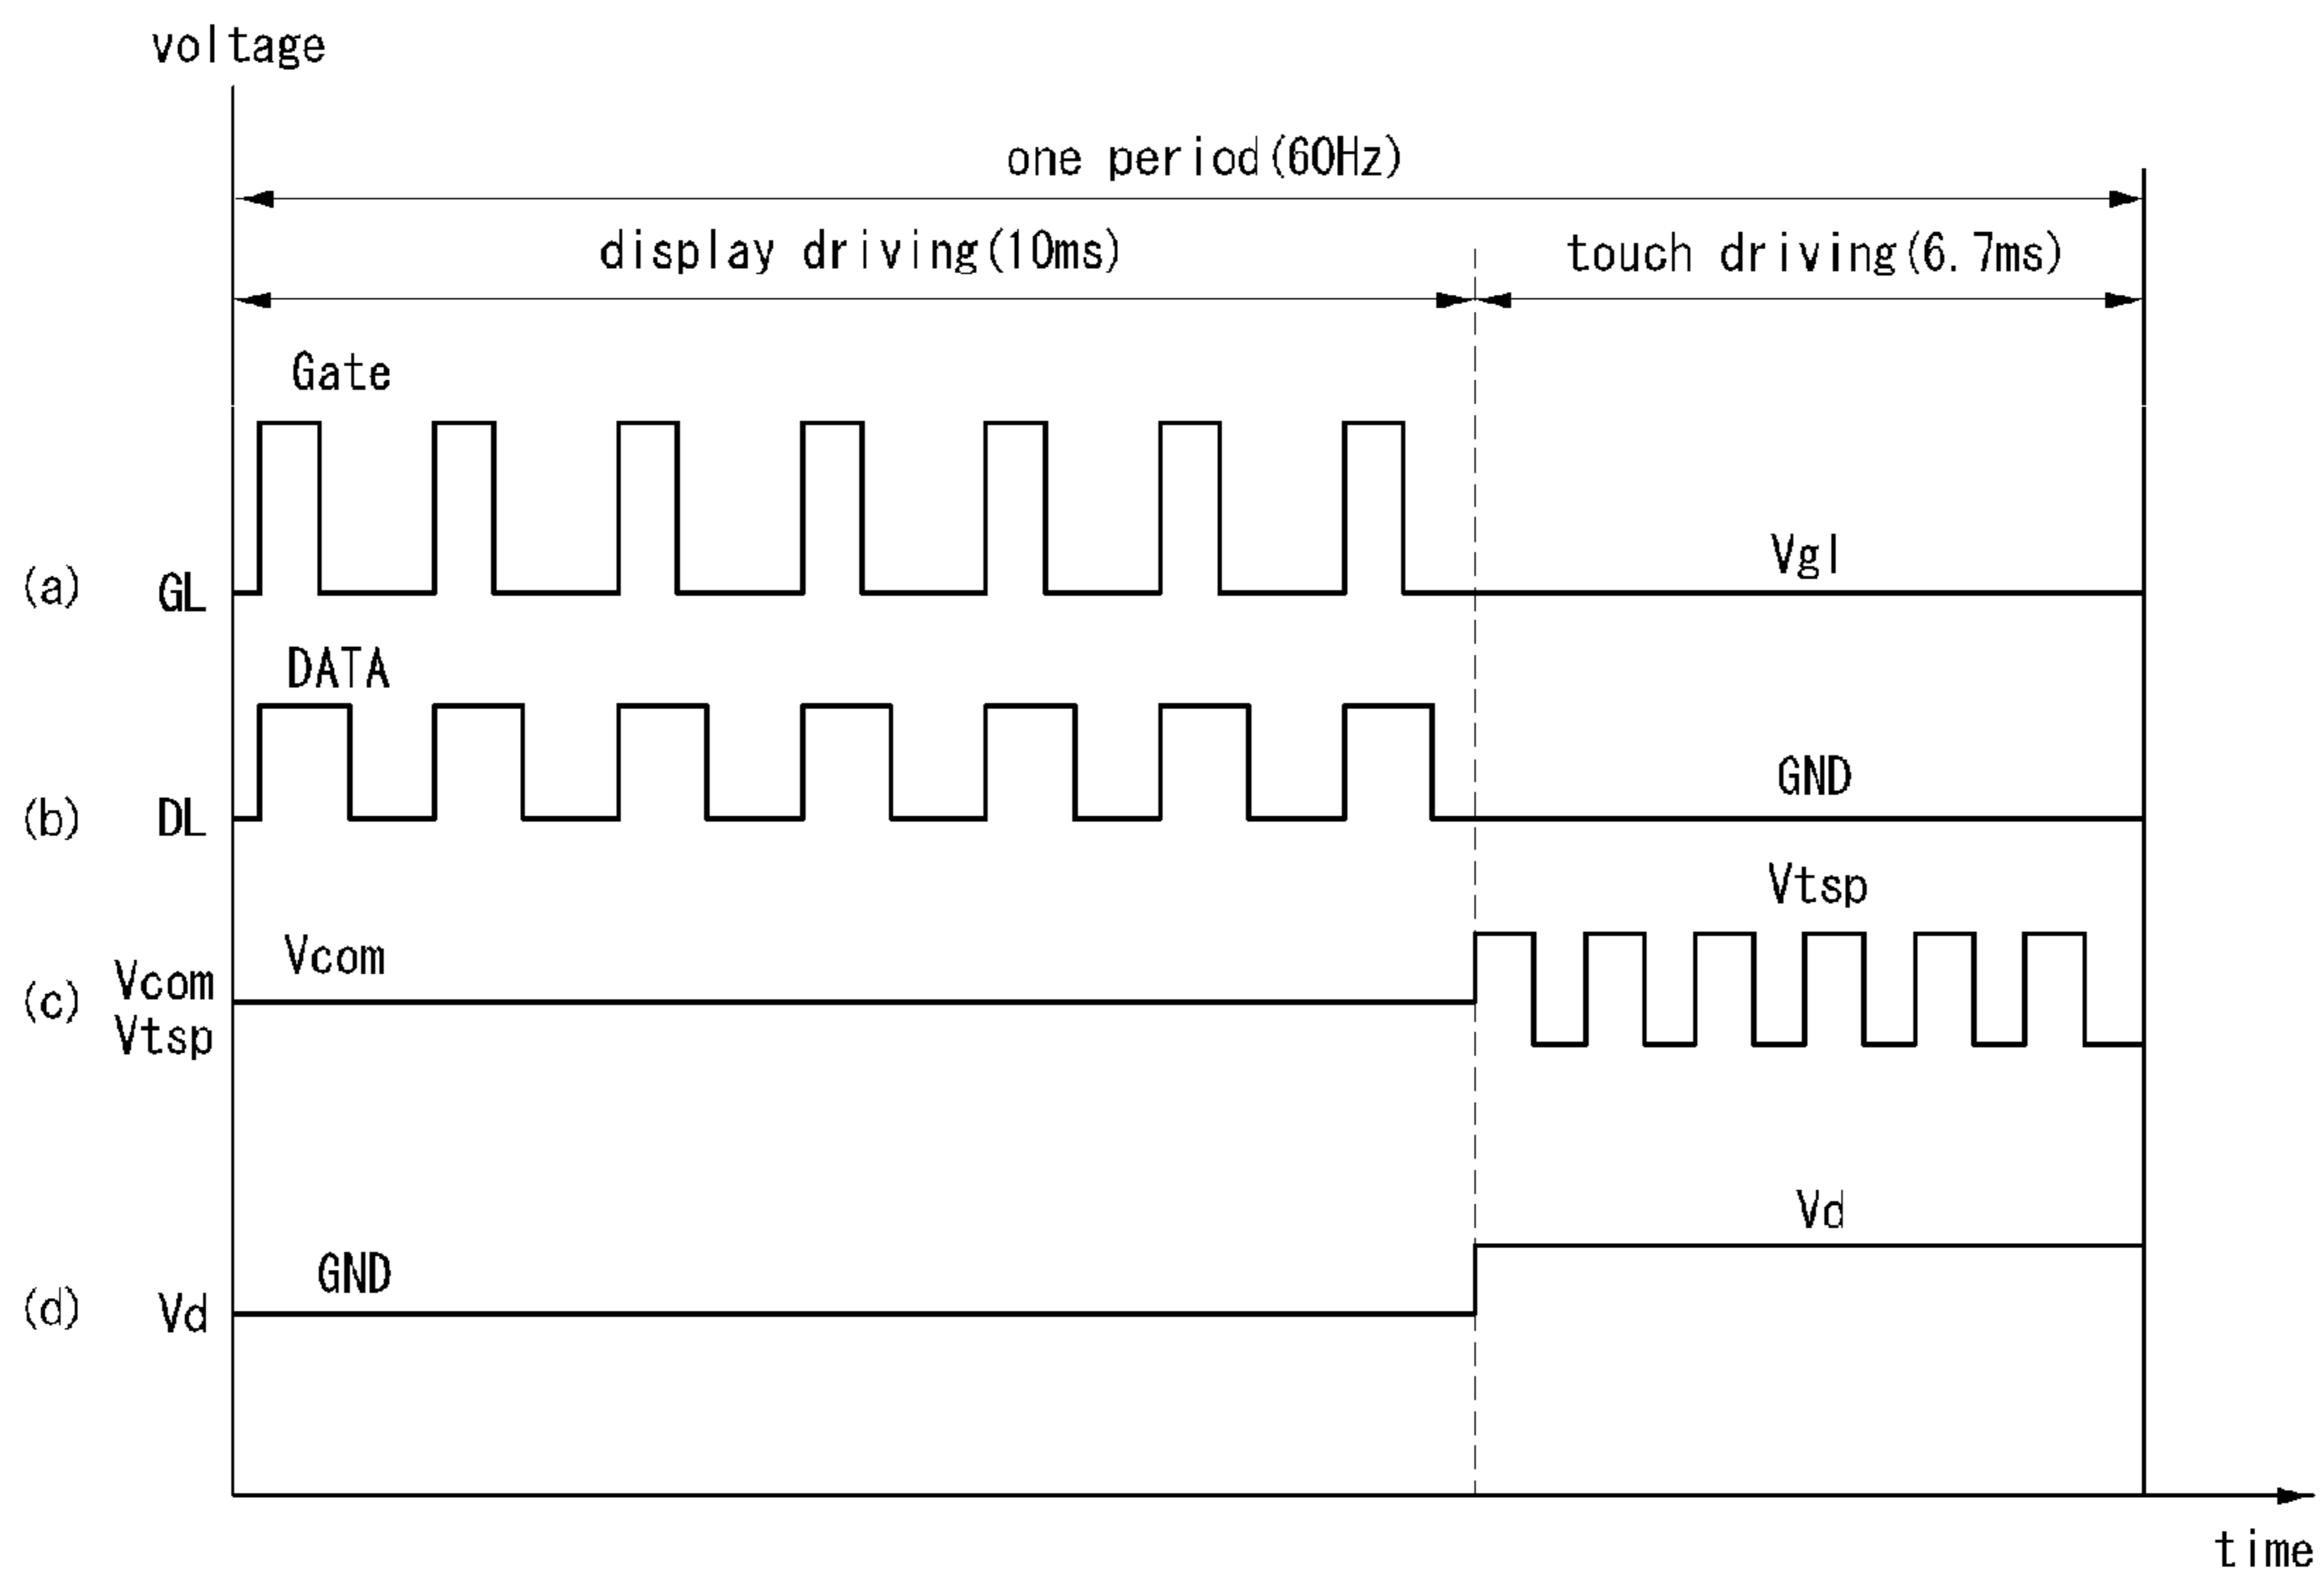 voltage
one period(60Hz)
display driving(10ms)
touch driving(6.7ms)
Gate
(a) GL
Vgl
DATA
(b) DL
GND
Vtsp
Vcom
(c) Vcom
Vtsp
Vd
GND
(d) Vd
time